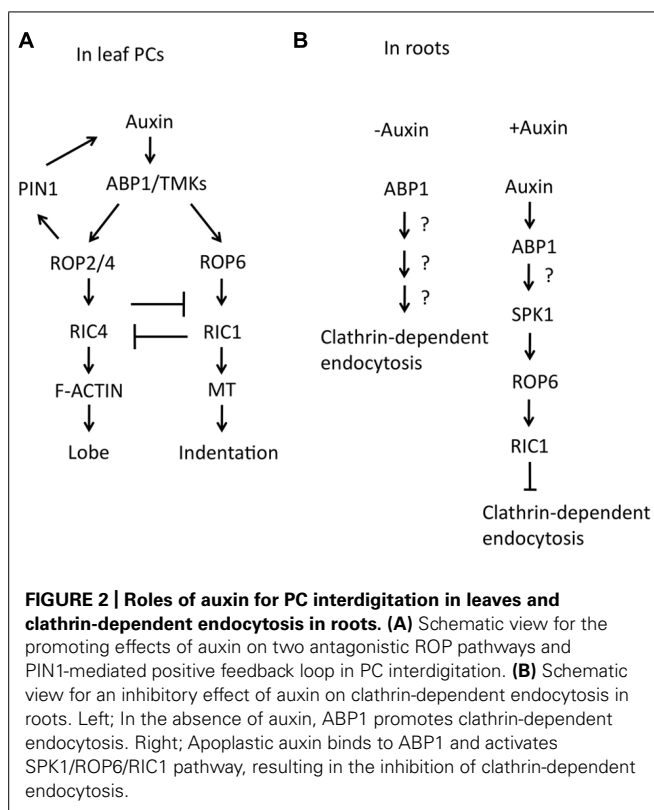 A
In leaf PCs
Auxin
PIN1
ABP1/TMKs
ROP2/4
ROP6
RIC4
RIC1
F-ACTIN
MT
Lobe
Indentation
B
In roots
-Auxin
+Auxin
ABP1
?
?
?
Clathrin-dependent
endocytosis
Auxin
ABP1
?
SPK1
ROP6
RIC1
Clathrin-dependent
endocytosis
FIGURE 2 | Roles of auxin for PC interdigitation in leaves and
clathrin-dependent endocytosis in roots. (A) Schematic view for the
promoting effects of auxin on two antagonistic ROP pathways and
PIN1-mediated positive feedback loop in PC interdigitation. (B) Schematic
view for an inhibitory effect of auxin on clathrin-dependent endocytosis in
roots. Left; In the absence of auxin, ABP1 promotes clathrin-dependent
endocytosis. Right; Apoplastic auxin binds to ABP1 and activates
SPK1/ROP6/RIC1 pathway, resulting in the inhibition of clathrin-dependent
endocytosis.